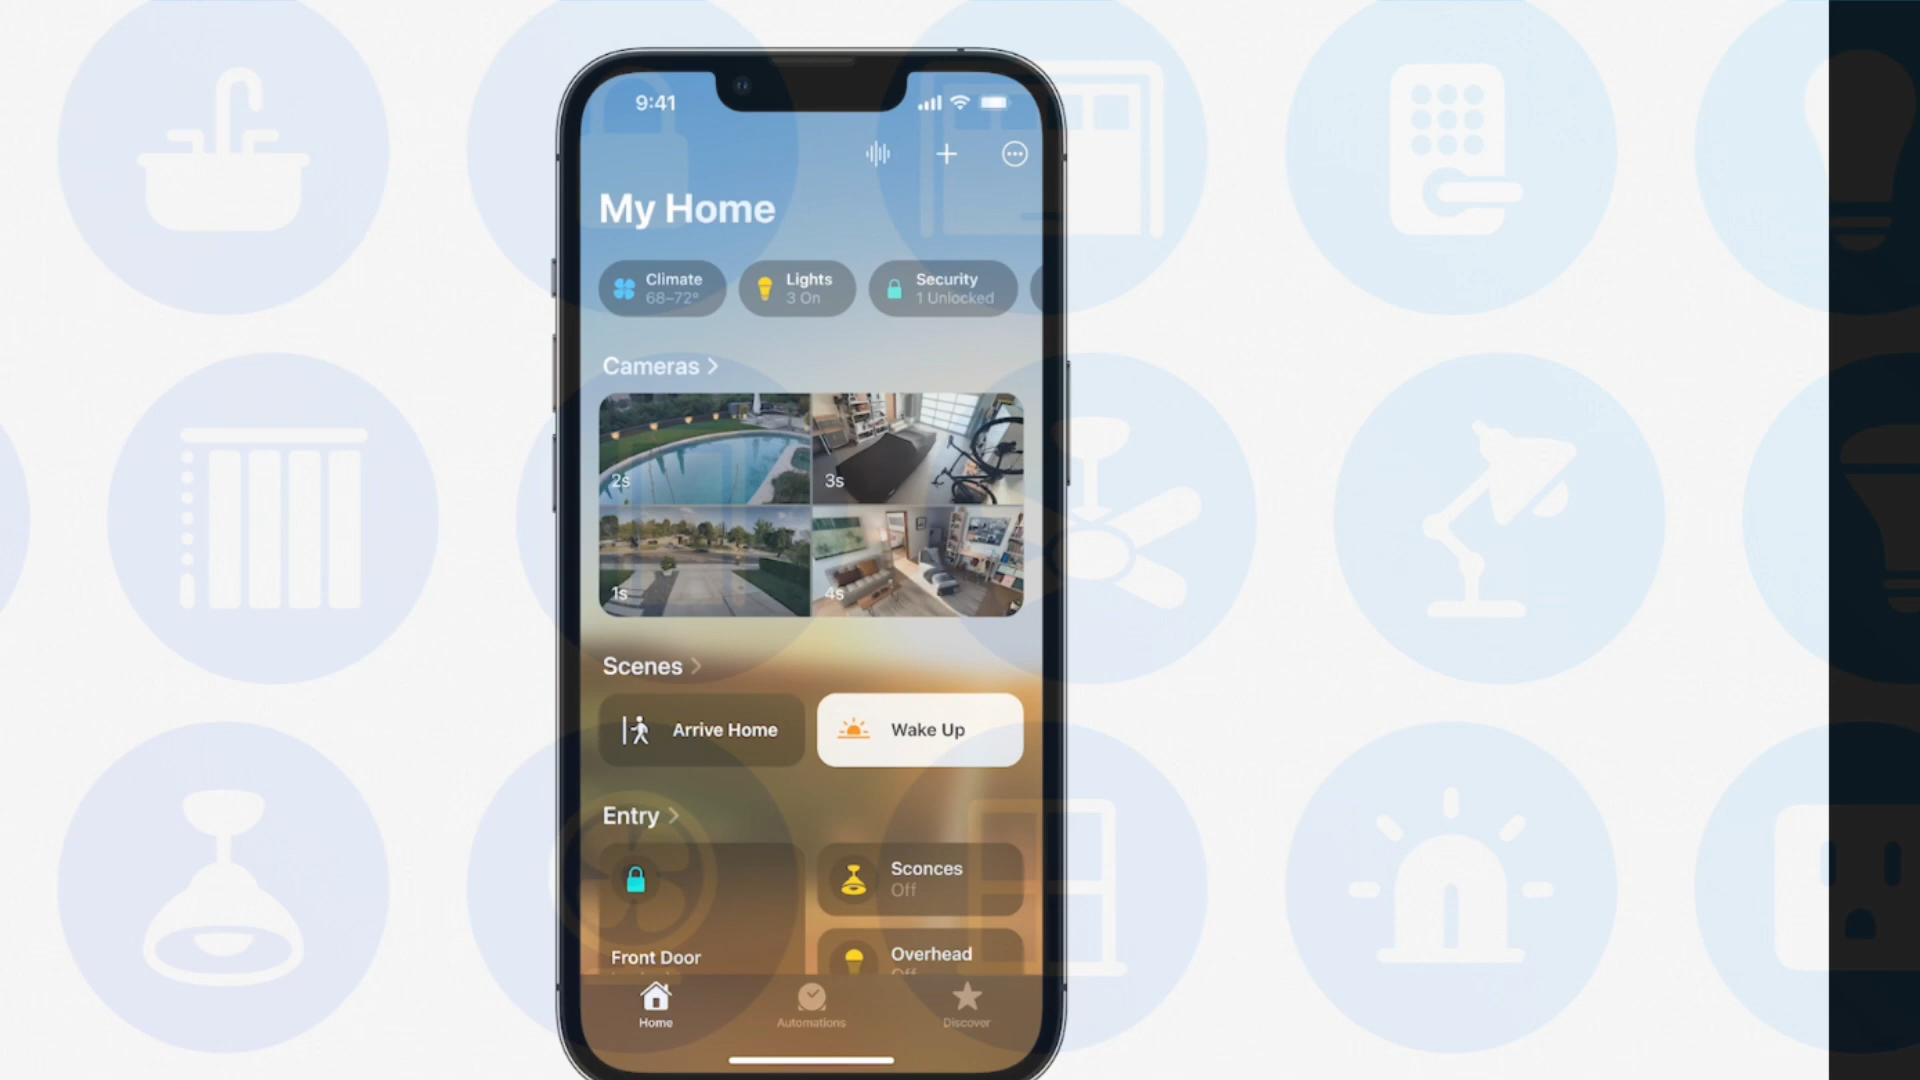 9:41
My Home
Climate
68–72°
Lights
3 On
Security
1 Unlocked
Cameras
2s
3s
1s
4s
Scenes
Arrive Home
Wake Up
Entry
Sconces
Off
Front Door
Overhead
Off
Home
Automations
Discover